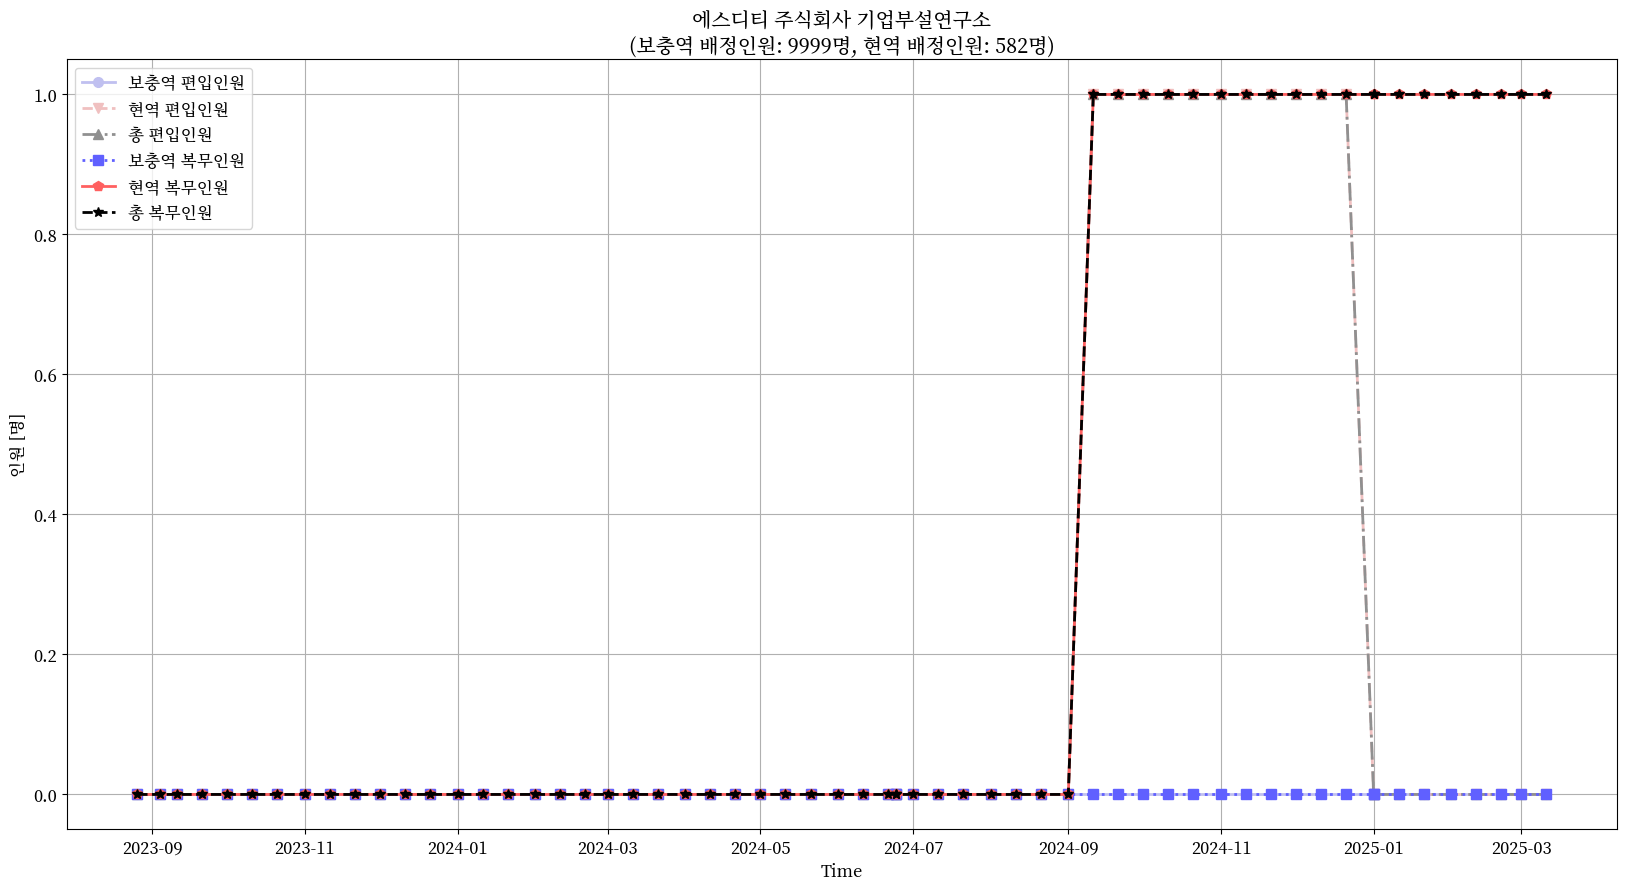 에스디티 주식회사 기업부설연구소
(보충역 배정인원: 9999명, 현역 배정인원: 582명)
보충역 편입인원
현역 편입인원
총 편입인원
보충역 복무인원
현역 복무인원
총 복무인원
1.0
0.8
0.6
0.4
0.2
0.0
인원 [명]
2023-09
2023-11
2024-01
2024-03
2024-05
2024-07
2024-09
2024-11
2025-01
2025-03
Time